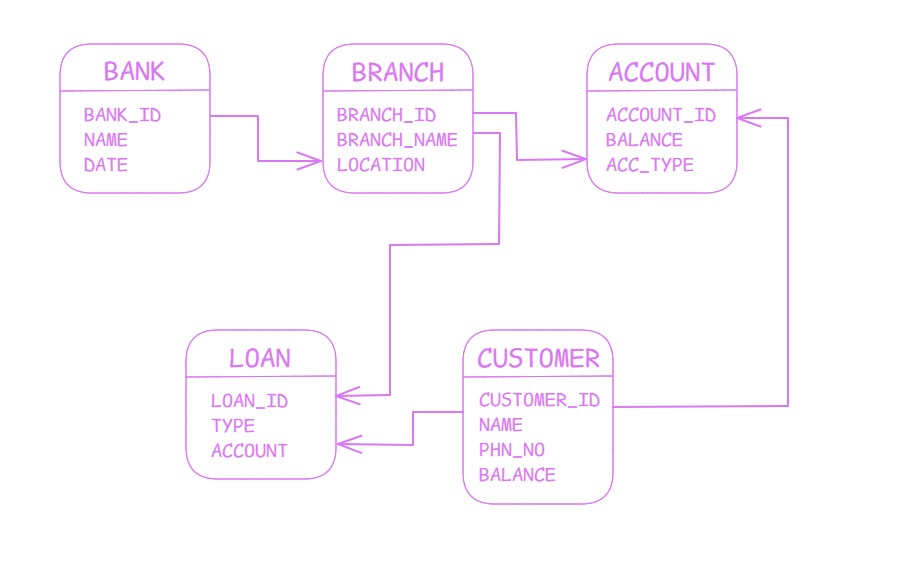 BANK
BANK_ID
NAME
DATE
BRANCH
BRANCH_ID
BRANCH_NAME
LOCATION
ACCOUNT
ACCOUNT_ID
BALANCE
ACC_TYPE
LOAN
LOAN_ID
TYPE
ACCOUNT
CUSTOMER
CUSTOMER_ID
NAME
PHN_NO
BALANCE